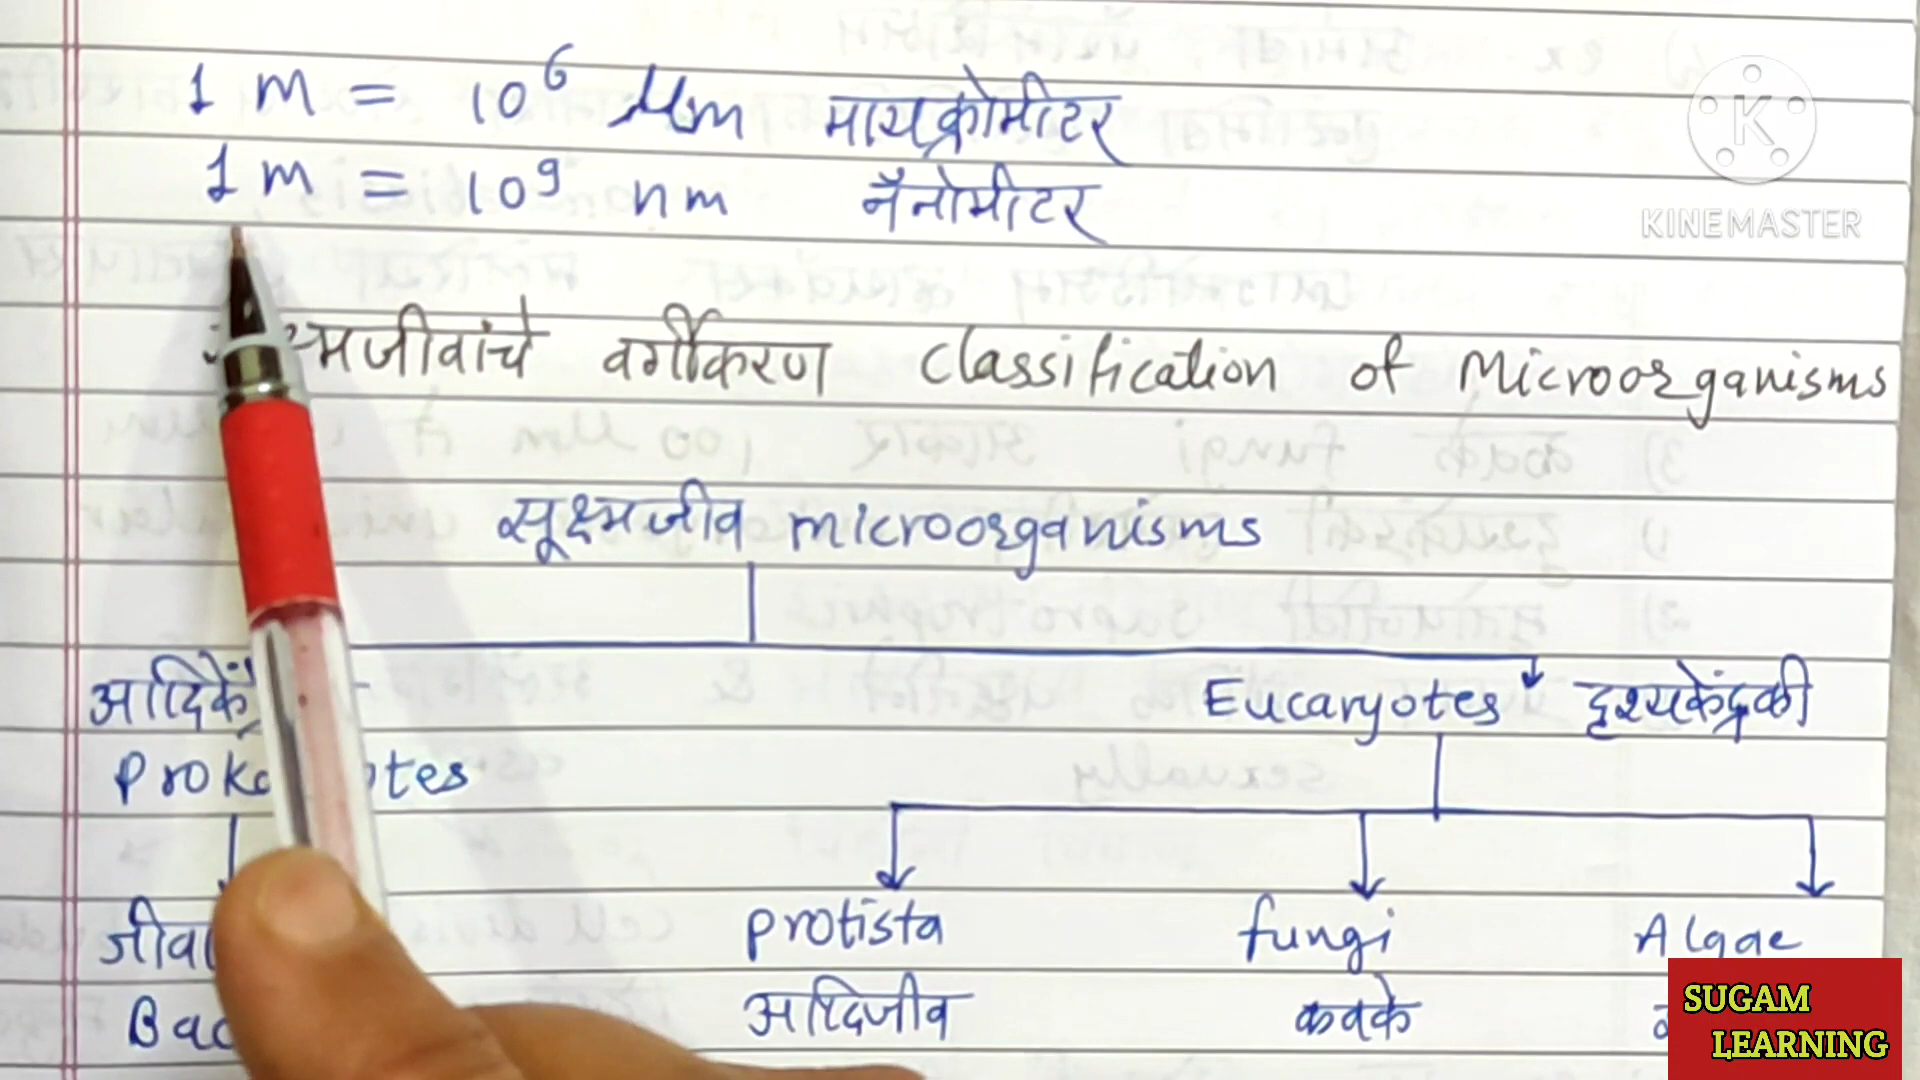 1 m = 10⁶ μm मायक्रोमीटर
1 m = 10⁹ nm नॅनोमीटर
KINEMASTER
वर्गीकरण Classification of Microorganisms
सूक्ष्मजीव microorganisms
Eucaryotes दृश्यकेंद्रकी
protista fungi Algae
आदिजीव कवके
SUGAM
LEARNING